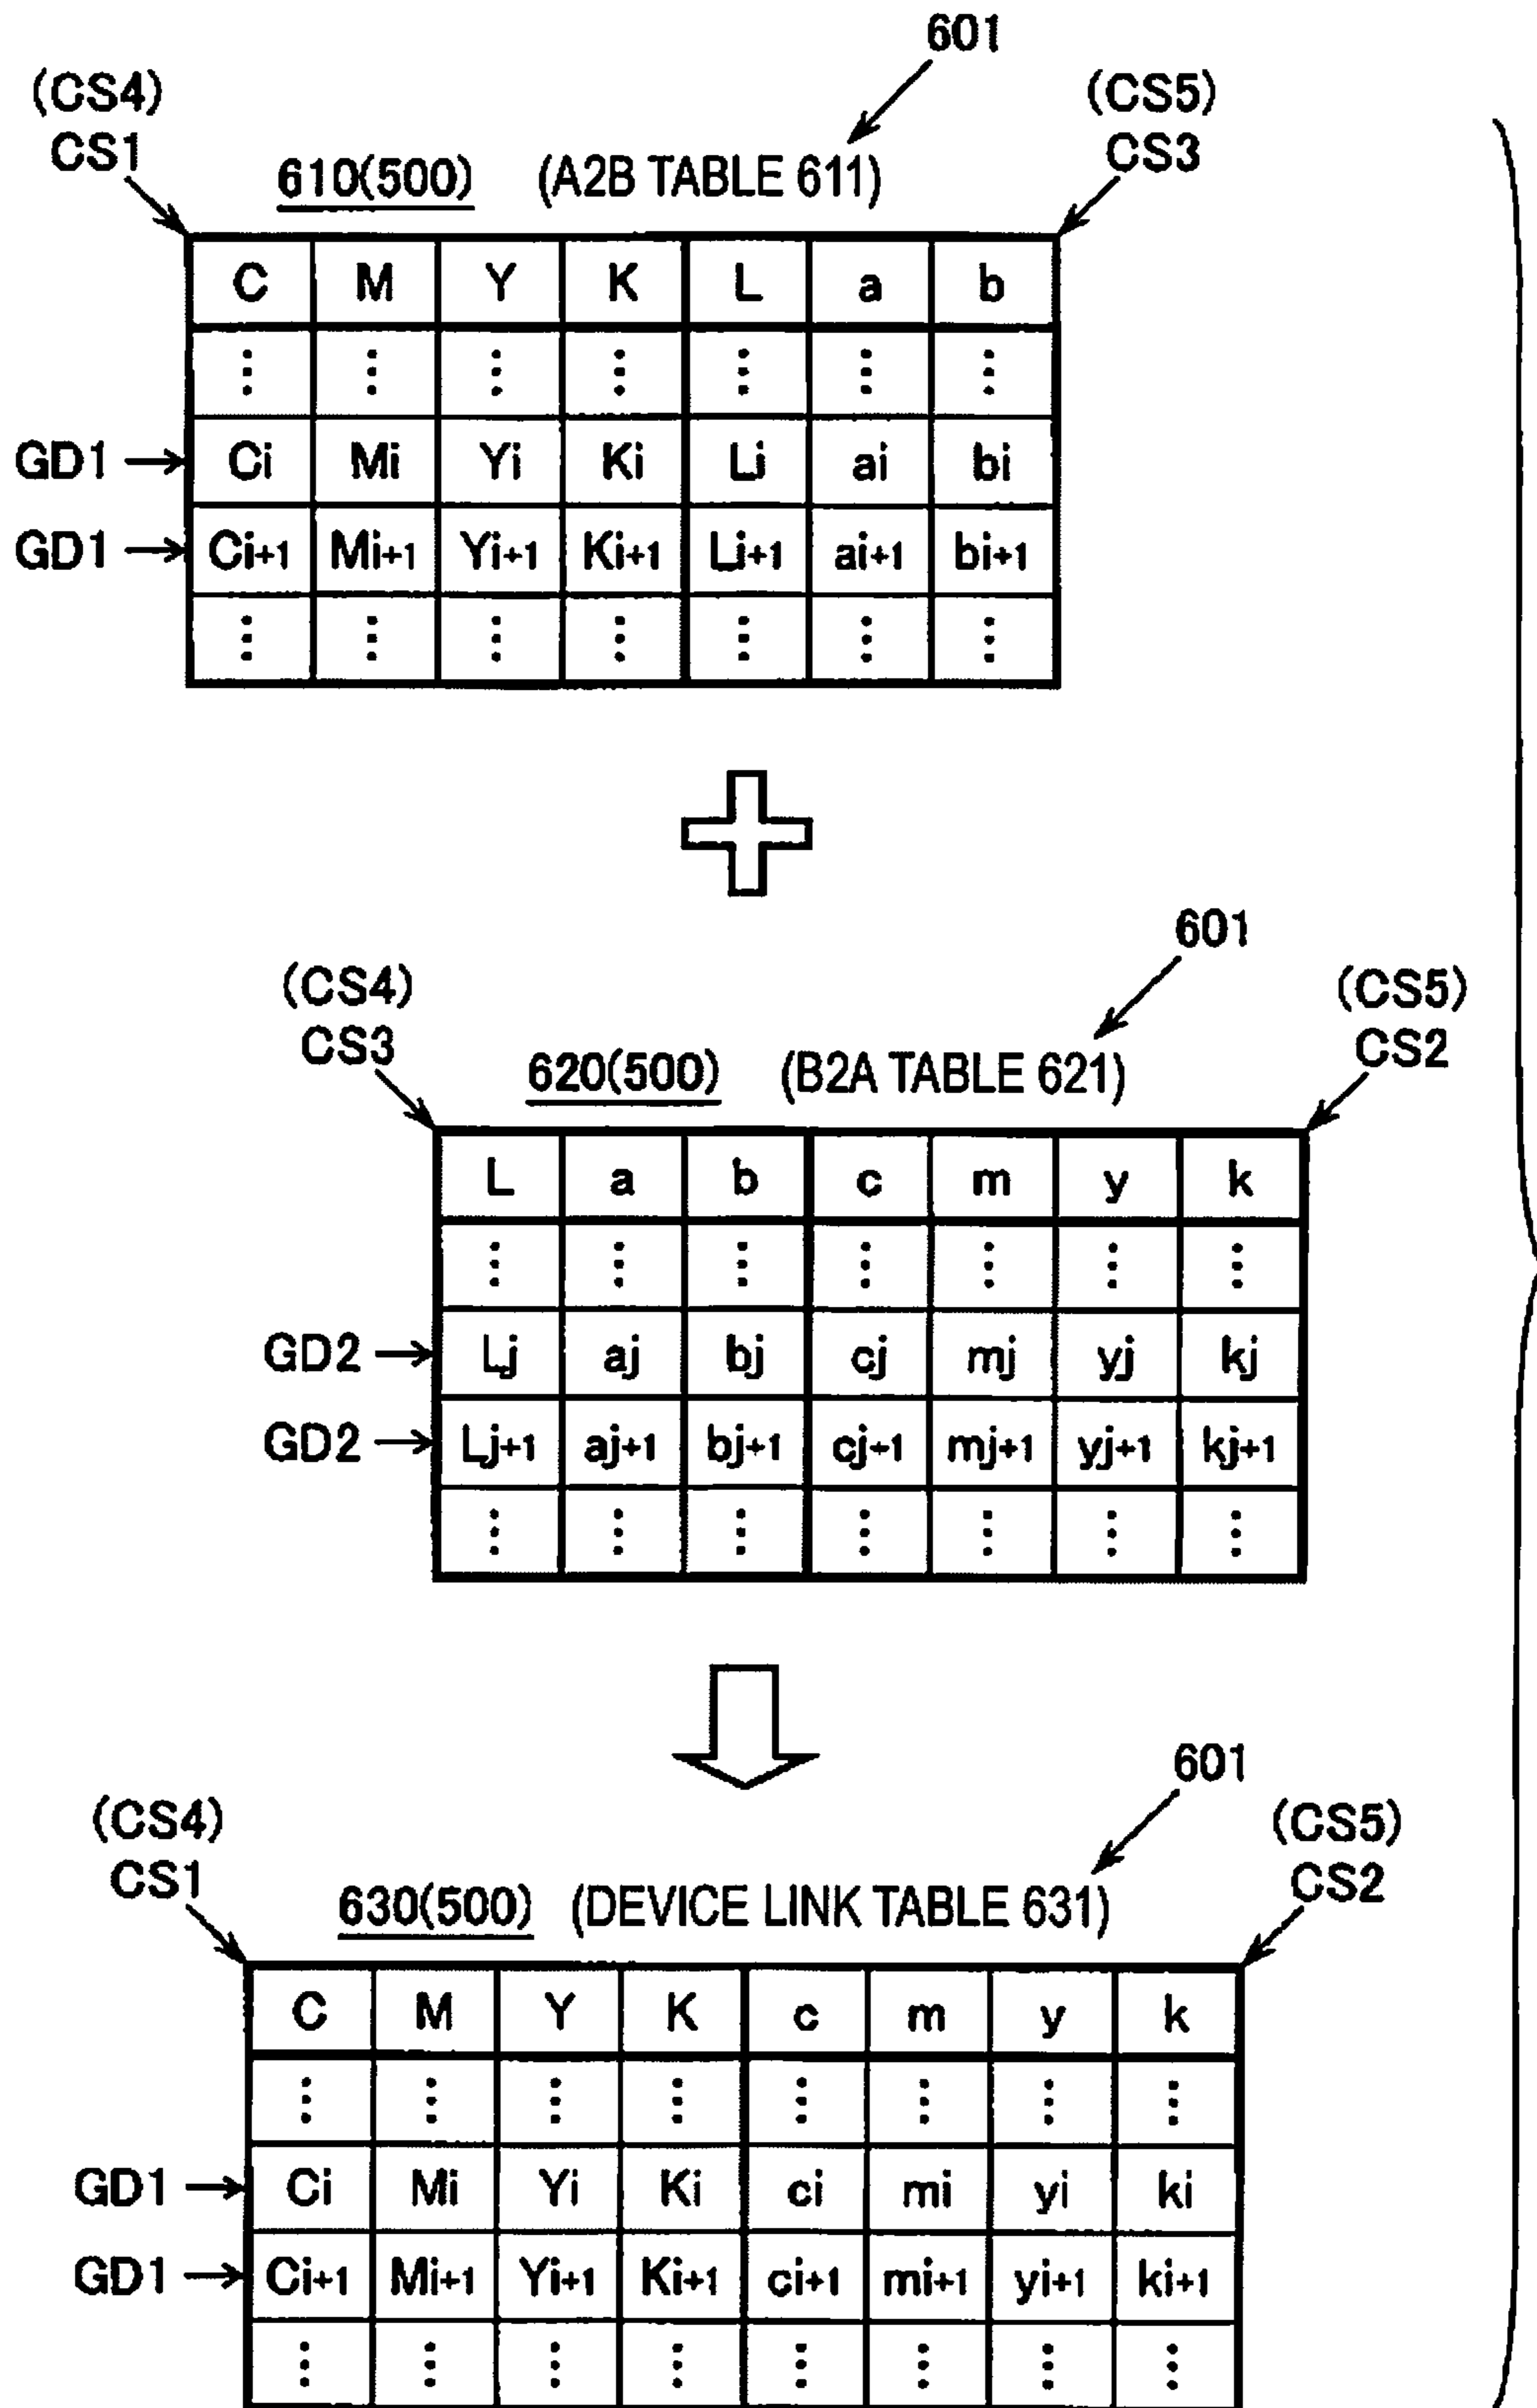 601
(CS4)
CS1
(CS5)
CS3
610(500) (A2B TABLE 611)
C M Y K L a b
⋮ ⋮ ⋮ ⋮ ⋮ ⋮ ⋮
GD1 → Ci Mi Yi Ki Li ai bi
GD1 → Ci+1 Mi+1 Yi+1 Ki+1 Li+1 ai+1 bi+1
⋮ ⋮ ⋮ ⋮ ⋮ ⋮ ⋮
601
(CS4)
CS3
(CS5)
CS2
620(500) (B2A TABLE 621)
L a b c m y k
⋮ ⋮ ⋮ ⋮ ⋮ ⋮ ⋮
GD2 → Lj aj bj cj mj yj kj
GD2 → Lj+1 aj+1 bj+1 cj+1 mj+1 yj+1 kj+1
⋮ ⋮ ⋮ ⋮ ⋮ ⋮ ⋮
601
(CS4)
CS1
(CS5)
CS2
630(500) (DEVICE LINK TABLE 631)
C M Y K c m y k
⋮ ⋮ ⋮ ⋮ ⋮ ⋮ ⋮ ⋮
GD1 → Ci Mi Yi Ki ci mi yi ki
GD1 → Ci+1 Mi+1 Yi+1 Ki+1 ci+1 mi+1 yi+1 ki+1
⋮ ⋮ ⋮ ⋮ ⋮ ⋮ ⋮ ⋮